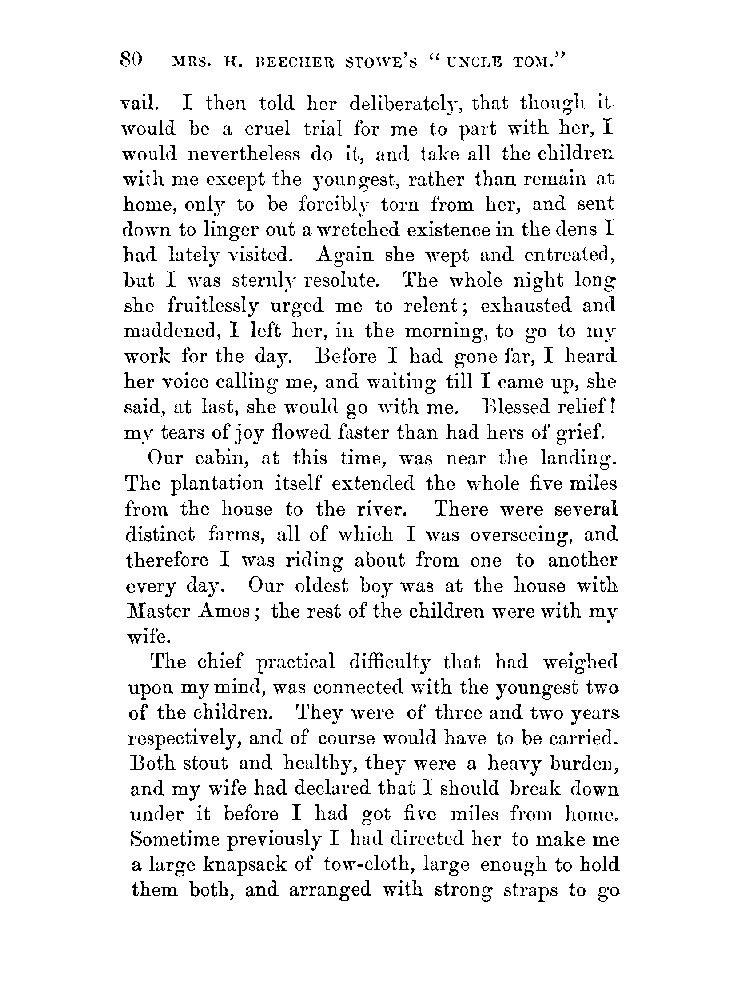 80 MRS. H. BEECHER STOWE'S "UNCLE TOM."
vail. I then told her deliberately, that though it
would be a cruel trial for me to part with her, I
would nevertheless do it, and take all the children
with me except the youngest, rather than remain at
home, only to be forcibly torn from her, and sent
down to linger out a wretched existence in the dens I
had lately visited. Again she wept and entreated,
but I was sternly resolute. The whole night long
she fruitlessly urged me to relent; exhausted and
maddened, I left her, in the morning, to go to my
work for the day. Before I had gone far, I heard
her voice calling me, and waiting till I came up, she
said, at last, she would go with me. Blessed relief!
my tears of joy flowed faster than had hers of grief.
Our cabin, at this time, was near the landing.
The plantation itself extended the whole five miles
from the house to the river. There were several
distinct farms, all of which I was overseeing, and
therefore I was riding about from one to another
every day. Our oldest boy was at the house with
Master Amos; the rest of the children were with my
wife.
The chief practical difficulty that had weighed
upon my mind, was connected with the youngest two
of the children. They were of three and two years
respectively, and of course would have to be carried.
Both stout and healthy, they were a heavy burden,
and my wife had declared that I should break down
under it before I had got five miles from home.
Sometime previously I had directed her to make me
a large knapsack of tow-cloth, large enough to hold
them both, and arranged with strong straps to go